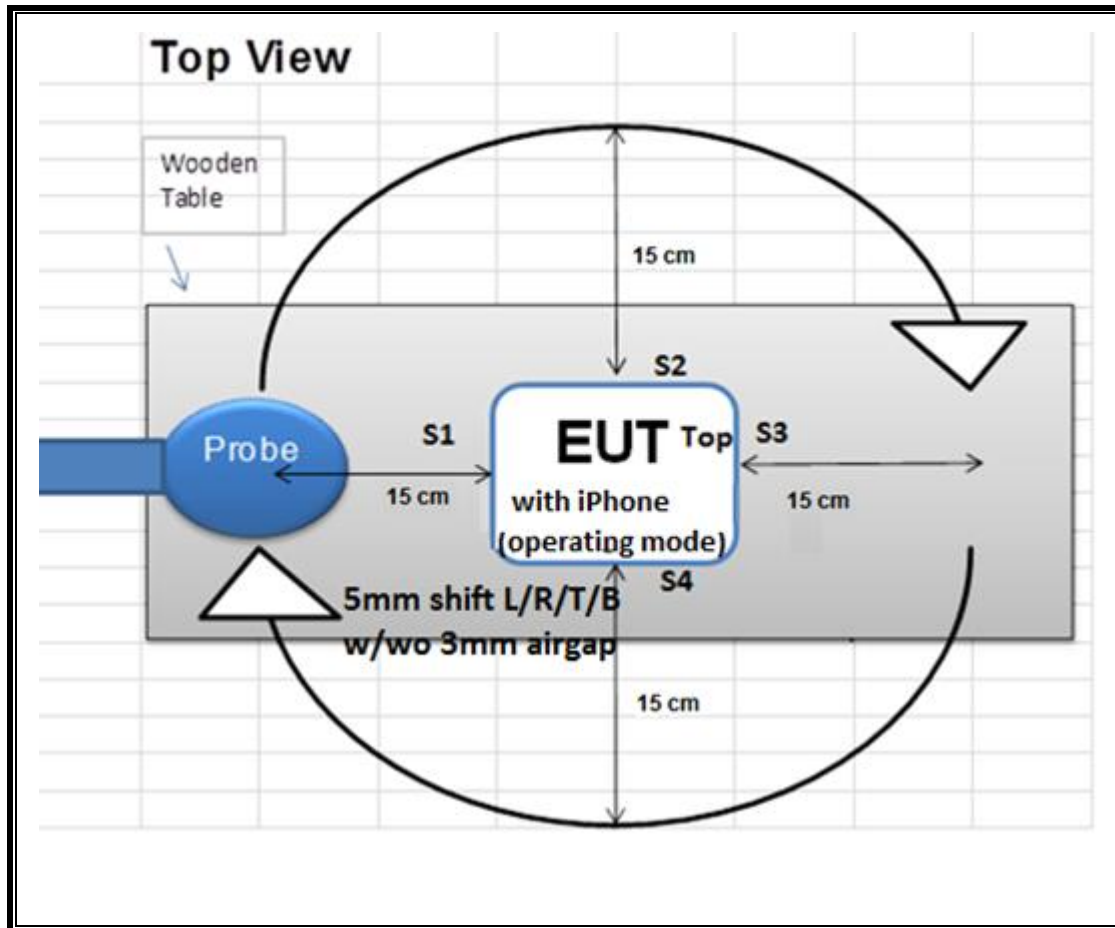 Top View
Wooden
Table
15 cm
S2
Probe
S1
EUT Top
S3
15 cm
with iPhone
15 cm
(operating mode)
S4
5mm shift L/R/T/B
w/wo 3mm airgap
15 cm